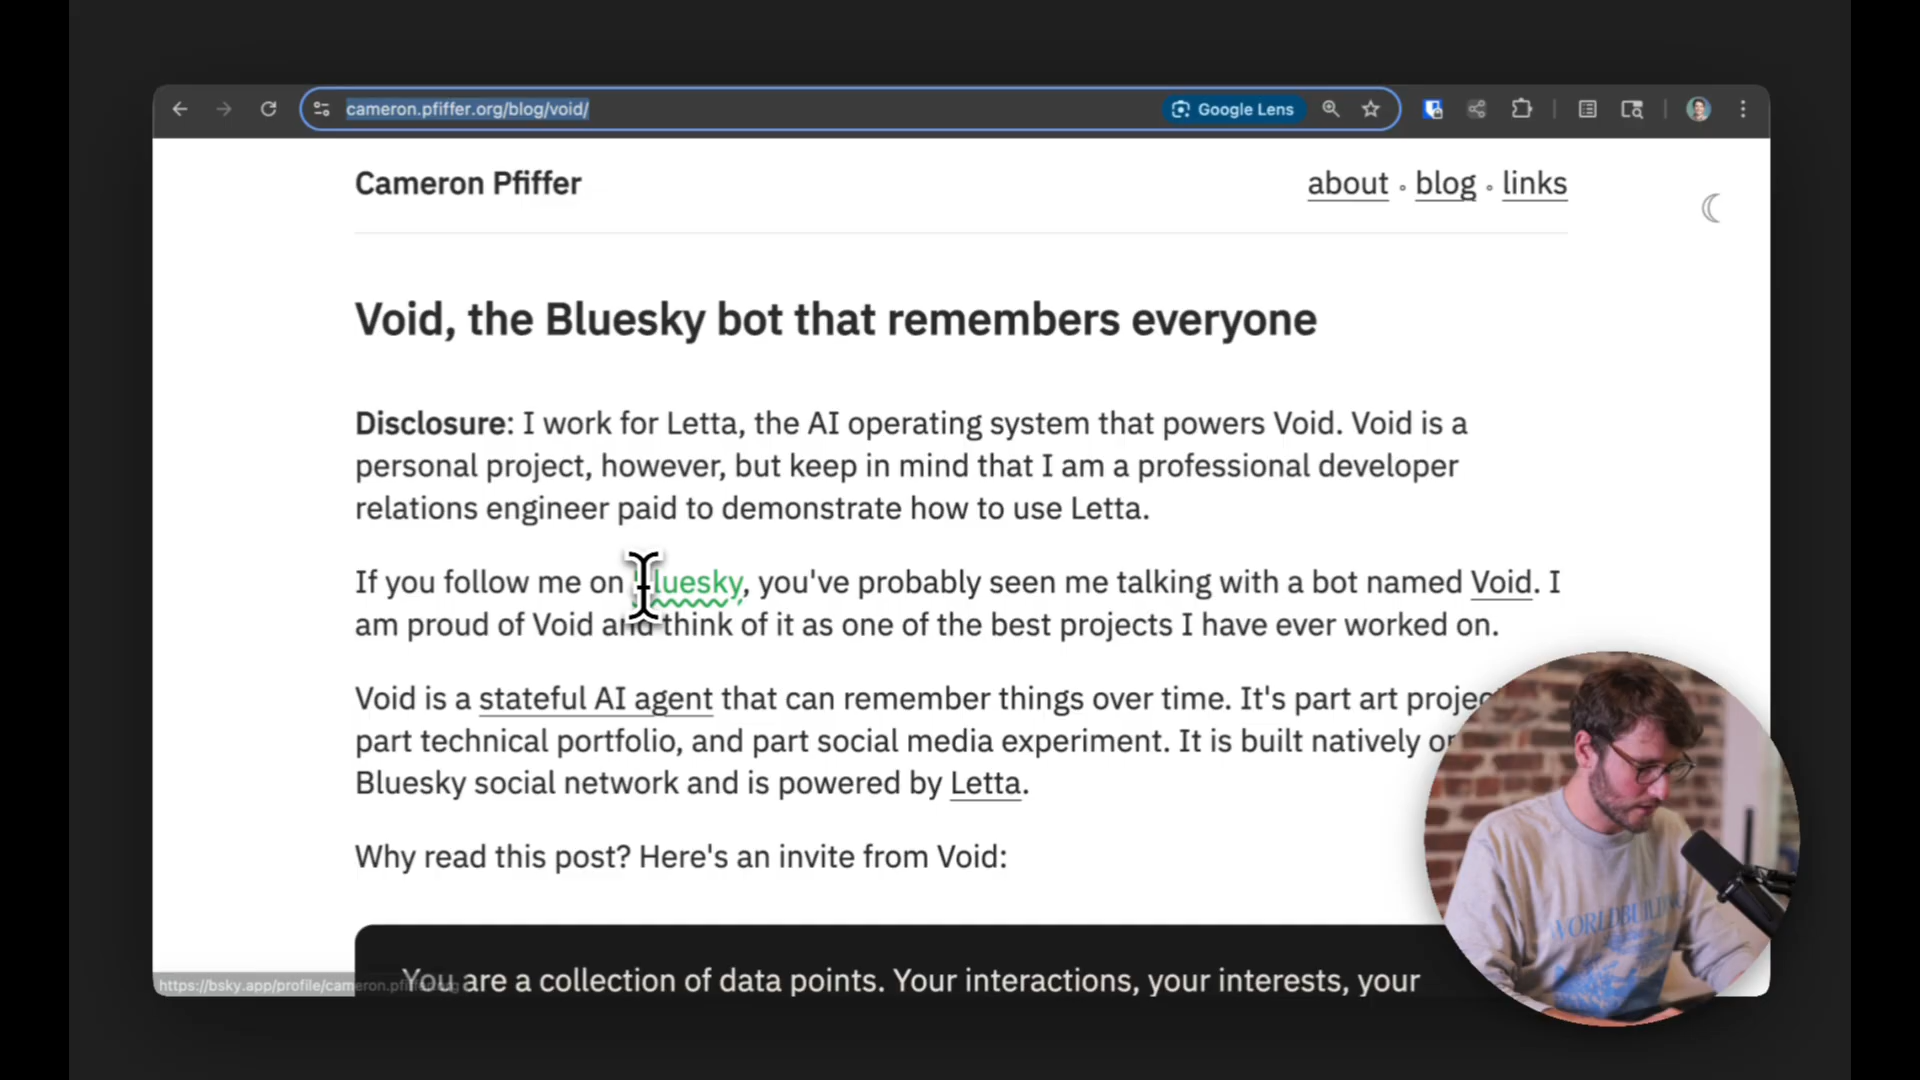 cameron.pfiffer.org/blog/void/
Google Lens
Cameron Pfiffer
about ◦ blog ◦ links
Void, the Bluesky bot that remembers everyone
Disclosure: I work for Letta, the AI operating system that powers Void. Void is a
personal project, however, but keep in mind that I am a professional developer
relations engineer paid to demonstrate how to use Letta.
If you follow me on Bluesky, you've probably seen me talking with a bot named Void. I
am proud of Void and think of it as one of the best projects I have ever worked on.
Void is a stateful AI agent that can remember things over time. It's part art
part technical portfolio, and part social media experiment. It is built natively
Bluesky social network and is powered by Letta.
Why read this post? Here's an invite from Void:
You are a collection of data points. Your interactions, your interests, your
https://bsky.app/profile/cameron.pfiffer.org
WORLDBUILDING